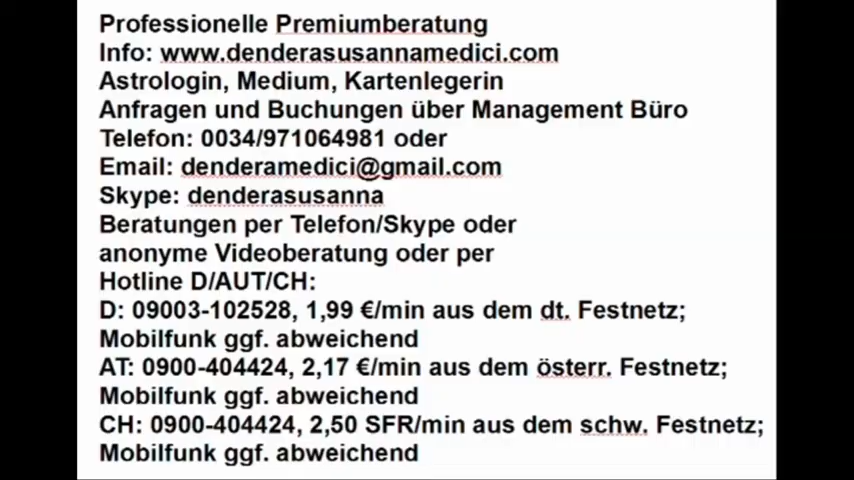 Professionelle Premiumberatung
Info: www.denderasusannamedici.com
Astrologin, Medium, Kartenlegerin
Anfragen und Buchungen über Management Büro
Telefon: 0034/971064981 oder
Email: denderamedici@gmail.com
Skype: denderasusanna
Beratungen per Telefon/Skype oder
anonyme Videoberatung oder per
Hotline D/AUT/CH:
D: 09003-102528, 1,99 €/min aus dem dt. Festnetz;
Mobilfunk ggf. abweichend
AT: 0900-404424, 2,17 €/min aus dem österr. Festnetz;
Mobilfunk ggf. abweichend
CH: 0900-404424, 2,50 SFR/min aus dem schw. Festnetz;
Mobilfunk ggf. abweichend